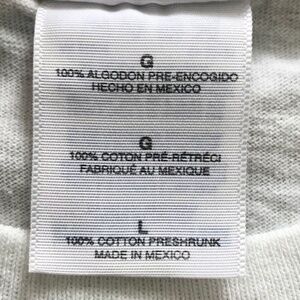 G
100% ALGODON PRE-ENCOGIDO
HECHO EN MEXICO
G
100% COTON PRÉ-RÉTRÉCI
FABRIQUÉ AU MEXIQUE
L
100% COTTON PRESHRUNK
MADE IN MEXICO